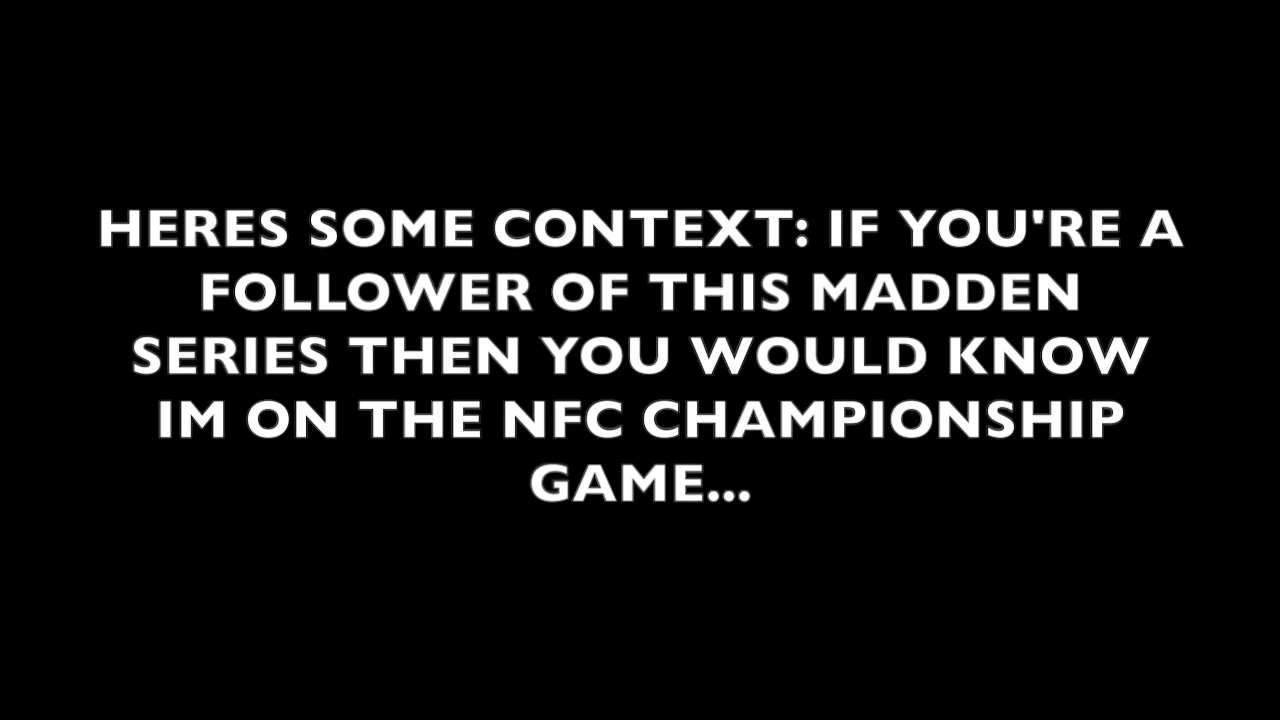 HERES SOME CONTEXT: IF YOU'RE A
FOLLOWER OF THIS MADDEN
SERIES THEN YOU WOULD KNOW
IM ON THE NFC CHAMPIONSHIP
GAME...